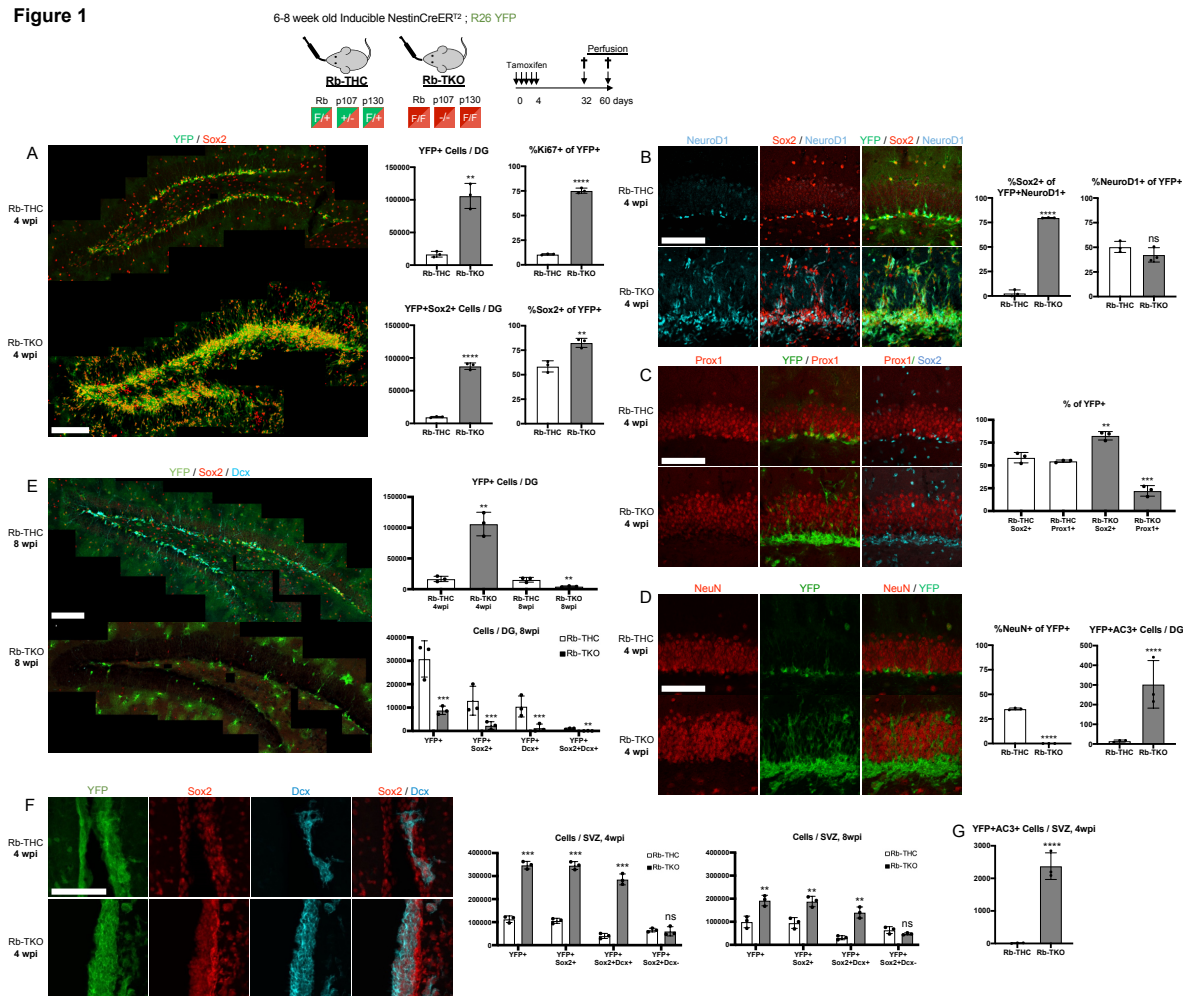 Figure 1
6-8 week old Inducible NestinCreERT2 ; R26 YFP
Rb-THC
Rb p107 p130
F/+ +/- F/+
Rb-TKO
Rb p107 p130
F/F -/- F/F
Perfusion
Tamoxifen
0 4 32 60 days
A
YFP / Sox2
Rb-THC
4 wpi
Rb-TKO
4 wpi
YFP+ Cells / DG
150000
100000
50000
0
**
Rb-THC Rb-TKO
%Ki67+ of YFP+
100
75
50
25
0
****
Rb-THC Rb-TKO
YFP+Sox2+ Cells / DG
150000
100000
50000
0
****
Rb-THC Rb-TKO
%Sox2+ of YFP+
100
75
50
25
0
**
Rb-THC Rb-TKO
B
NeuroD1
Sox2 / NeuroD1
YFP / Sox2 / NeuroD1
Rb-THC
4 wpi
Rb-TKO
4 wpi
%Sox2+ of
YFP+NeuroD1+
75
50
25
0
****
Rb-THC Rb-TKO
%NeuroD1+ of YFP+
75
50
25
0
ns
Rb-THC Rb-TKO
C
Prox1
YFP / Prox1
Prox1/ Sox2
Rb-THC
4 wpi
Rb-TKO
4 wpi
% of YFP+
100
75
50
25
0
**
***
Rb-THC Sox2+
Rb-THC Prox1+
Rb-TKO Sox2+
Rb-TKO Prox1+
D
NeuN
YFP
NeuN / YFP
Rb-THC
4 wpi
Rb-TKO
4 wpi
%NeuN+ of YFP+
100
75
50
25
0
****
Rb-THC Rb-TKO
YFP+AC3+ Cells / DG
500
400
300
200
100
0
****
Rb-THC Rb-TKO
E
YFP / Sox2 / Dcx
Rb-THC
8 wpi
Rb-TKO
8 wpi
YFP+ Cells / DG
150000
100000
50000
0
**
**
Rb-THC 4wpi
Rb-TKO 4wpi
Rb-THC 8wpi
Rb-TKO 8wpi
Cells / DG, 8wpi
40000
30000
20000
10000
0
Rb-THC
Rb-TKO
***
***
***
**
YFP+
YFP+ Sox2+
YFP+ Dcx+
YFP+ Sox2+Dcx+
F
YFP
Sox2
Dcx
Sox2 / Dcx
Rb-THC
4 wpi
Rb-TKO
4 wpi
Cells / SVZ, 4wpi
400000
300000
200000
100000
0
Rb-THC
Rb-TKO
***
***
***
ns
YFP+
YFP+ Sox2+
YFP+ Sox2+Dcx+
YFP+ Sox2+Dcx-
Cells / SVZ, 8wpi
400000
300000
200000
100000
0
Rb-THC
Rb-TKO
**
**
**
ns
YFP+
YFP+ Sox2+
YFP+ Sox2+Dcx+
YFP+ Sox2+Dcx-
G
YFP+AC3+ Cells / SVZ, 4wpi
3000
2000
1000
0
****
Rb-THC Rb-TKO